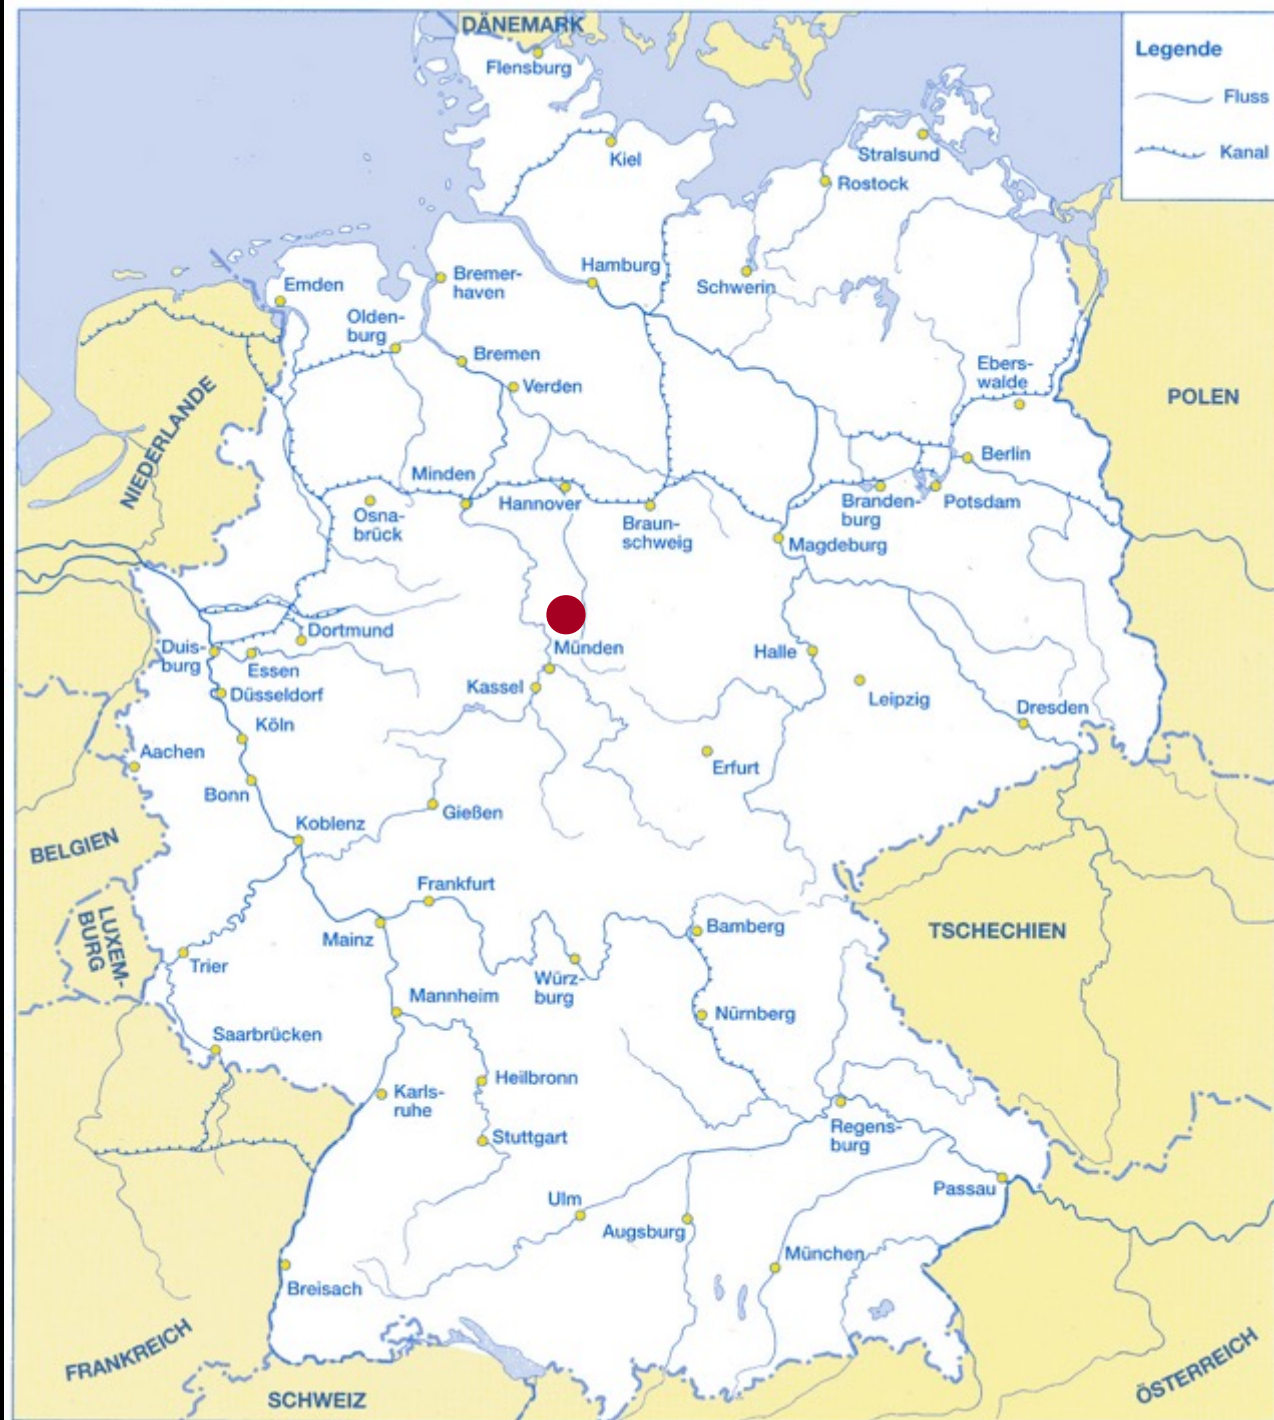 DÄNEMARK
Flensburg
Legende
Fluss
Kanal
Kiel
Stralsund
Rostock
Hamburg
Schwerin
Bremer-
haven
Emden
Olden-
burg
Bremen
Verden
Ebers-
walde
POLEN
NIEDERLANDE
Berlin
Minden
Hannover
Osna-
brück
Braun-
schweig
Branden-
burg
Potsdam
Magdeburg
Dortmund
Duis-
burg
Essen
Münden
Halle
Kassel
Leipzig
Düsseldorf
Dresden
Köln
Aachen
Erfurt
Bonn
Gießen
Koblenz
BELGIEN
Frankfurt
LUXEM-
BURG
Mainz
Bamberg
TSCHECHIEN
Trier
Würz-
burg
Mannheim
Nürnberg
Saarbrücken
Heilbronn
Karls-
ruhe
Stuttgart
Regens-
burg
Passau
Ulm
Augsburg
München
Breisach
FRANKREICH
SCHWEIZ
ÖSTERREICH